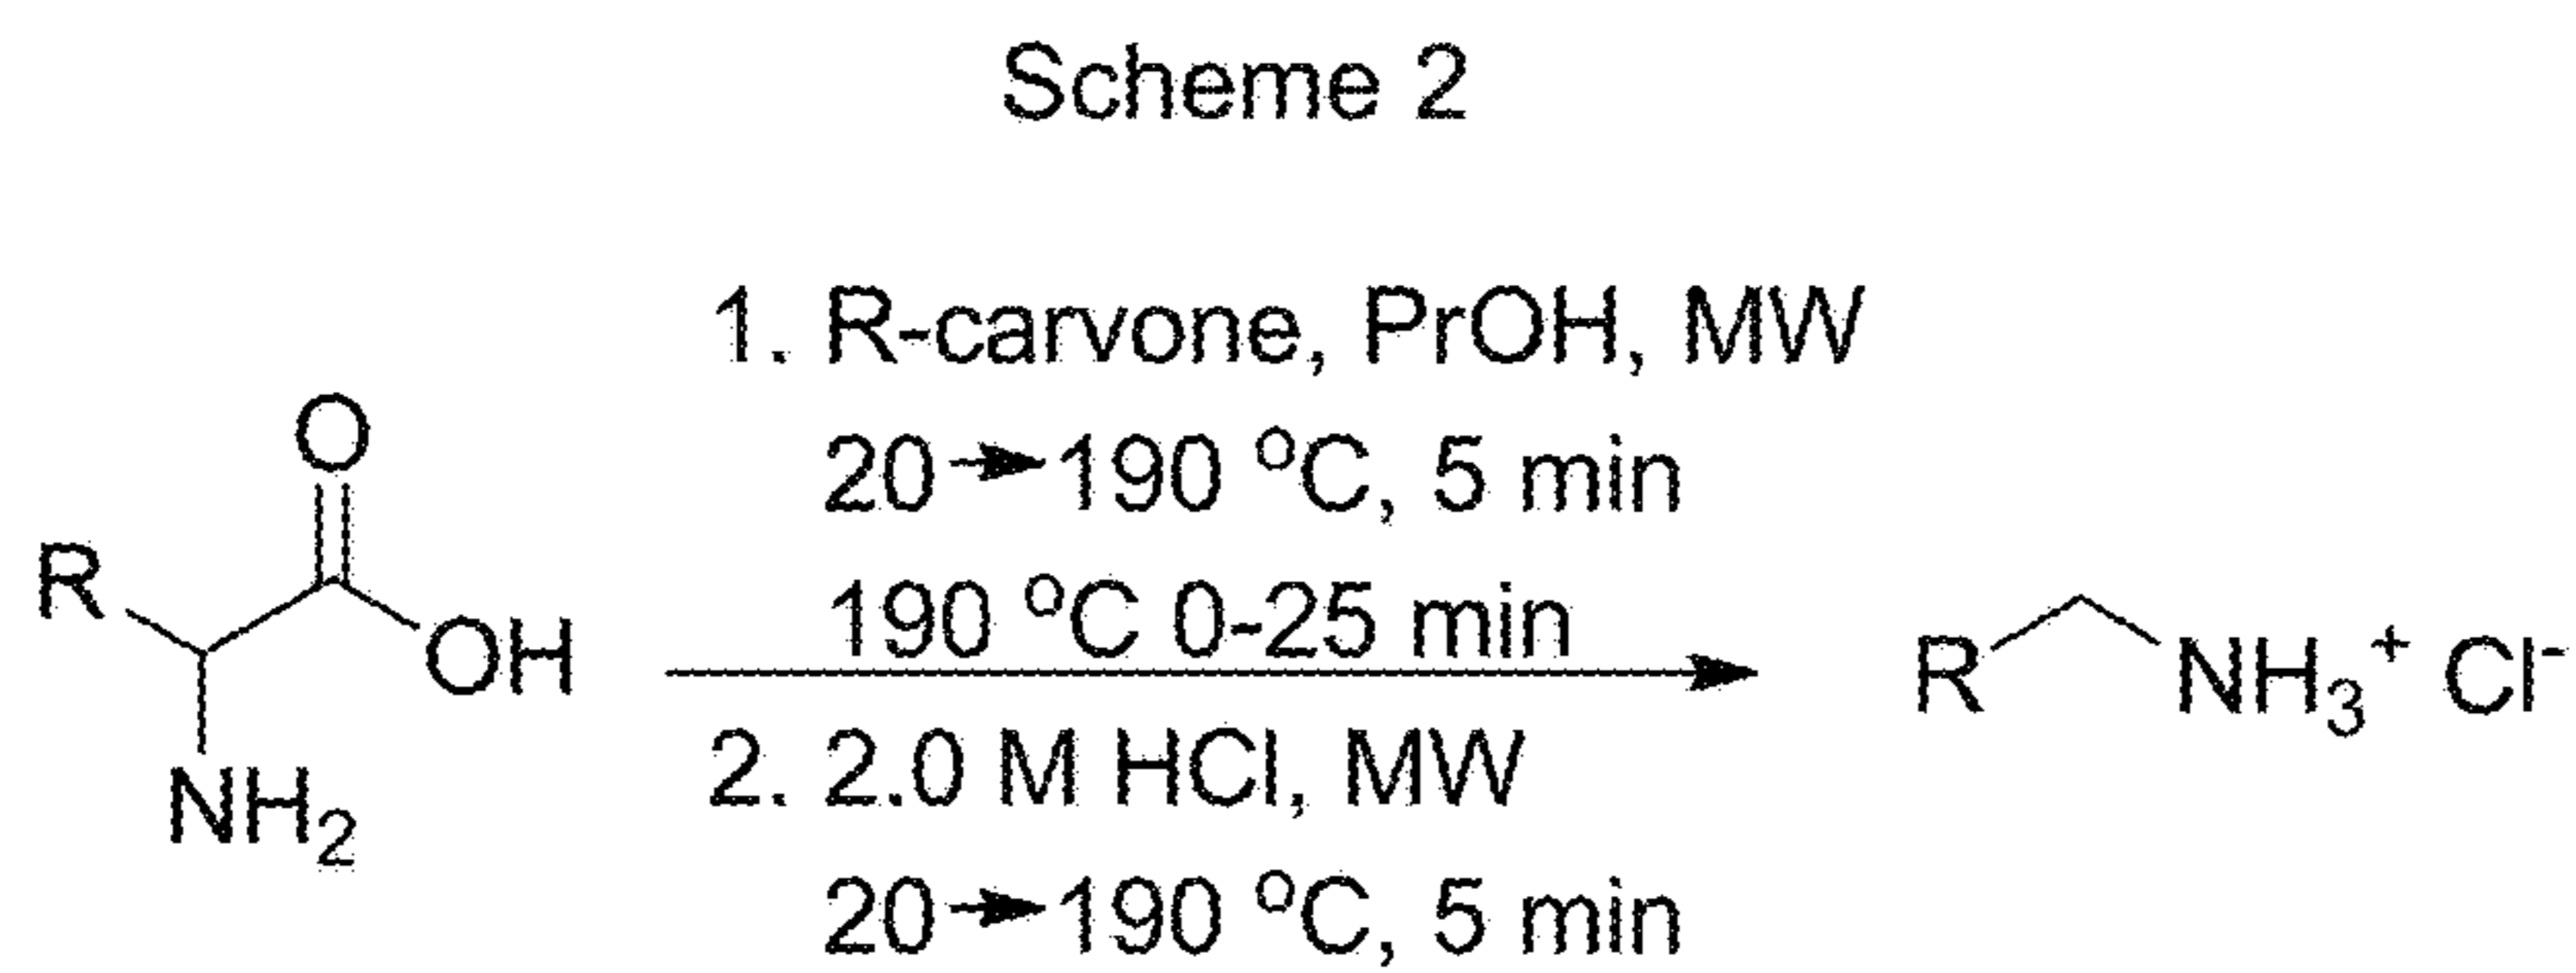 Scheme 2
1. R-carvone, PrOH, MW
20→190 °C, 5 min
190 °C 0-25 min
2. 2.0 M HCl, MW
20→190 °C, 5 min
O
R
OH
NH₂
R
NH₃⁺ Cl⁻